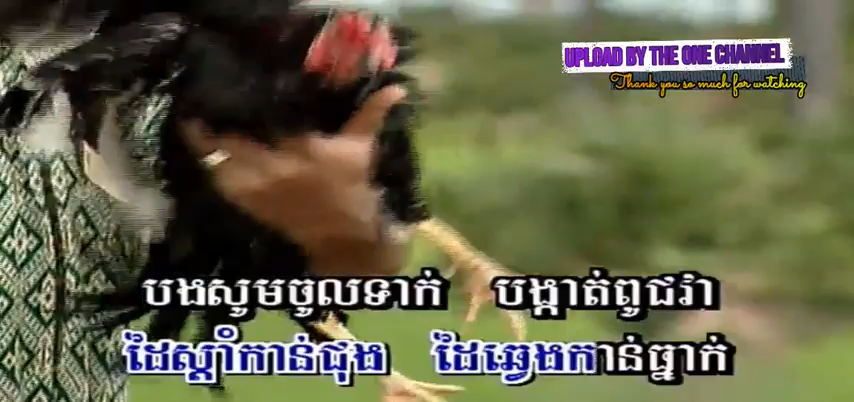 UPLOAD BY THE ONE CHANNEL
Thank you so much for watching
បងសូមចូលទាក់ បង្កាត់ពូជវ៉ា
ដៃស្ដាំកាន់ជុង ដៃឆ្វេងកាន់ធ្នាក់